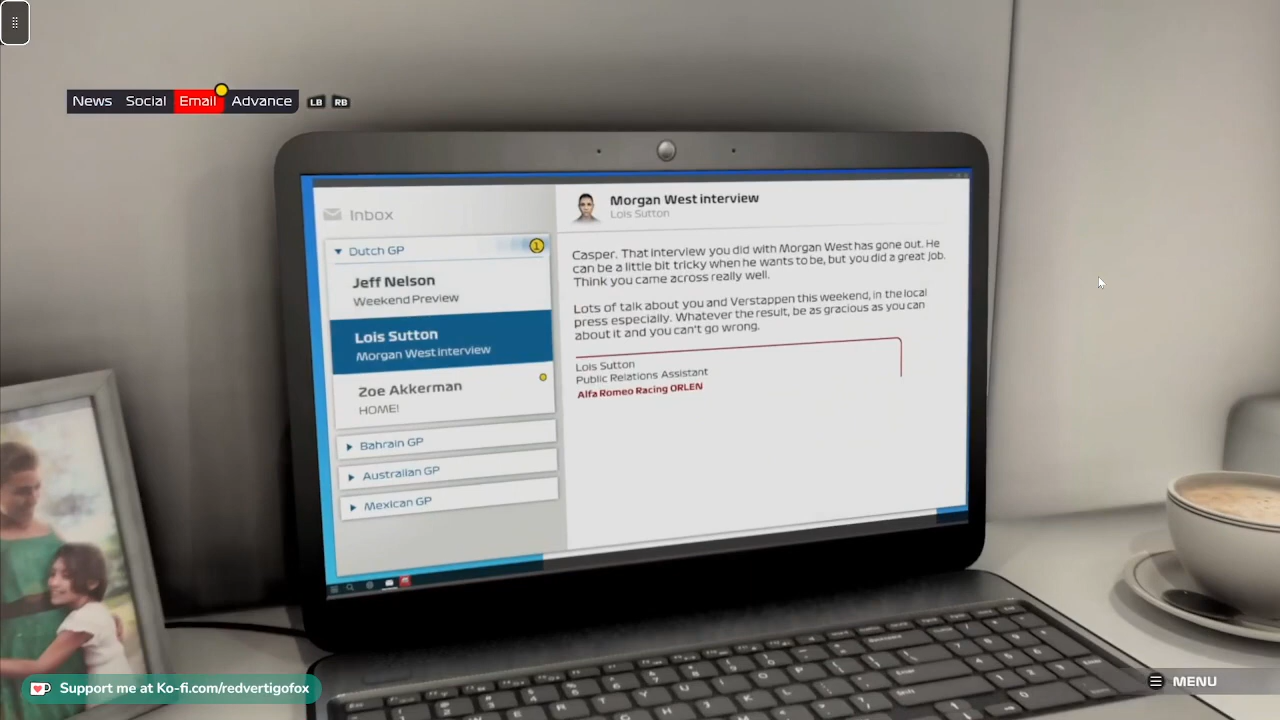 News Social Email Advance LB RB
Inbox
Dutch GP 1
Jeff Nelson
Weekend Preview
Lois Sutton
Morgan West interview
Zoe Akkerman
HOME!
Bahrain GP
Australian GP
Mexican GP
Morgan West interview
Lois Sutton
Casper. That interview you did with Morgan West has gone out. He
can be a little bit tricky when he wants to be, but you did a great job.
Think you came across really well.
Lots of talk about you and Verstappen this weekend, in the local
press especially. Whatever the result, be as gracious as you can
about it and you can't go wrong.
Lois Sutton
Public Relations Assistant
Alfa Romeo Racing ORLEN
Support me at Ko-fi.com/redvertigofox
MENU